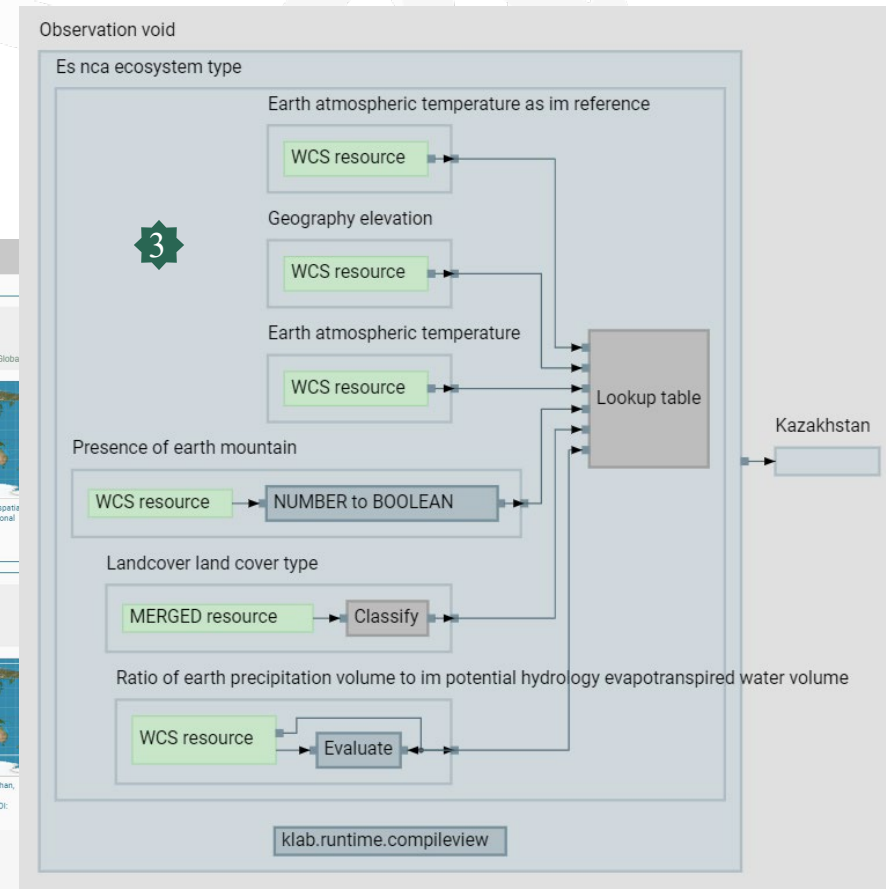 Observation void
Es nca ecosystem type
Earth atmospheric temperature as im reference
WCS resource
3
Geography elevation
WCS resource
Earth atmospheric temperature
WCS resource
Lookup table
Kazakhstan
Presence of earth mountain
WCS resource
NUMBER to BOOLEAN
Landcover land cover type
MERGED resource
Classify
Ratio of earth precipitation volume to im potential hydrology evapotranspired water volume
WCS resource
Evaluate
klab.runtime.compileview